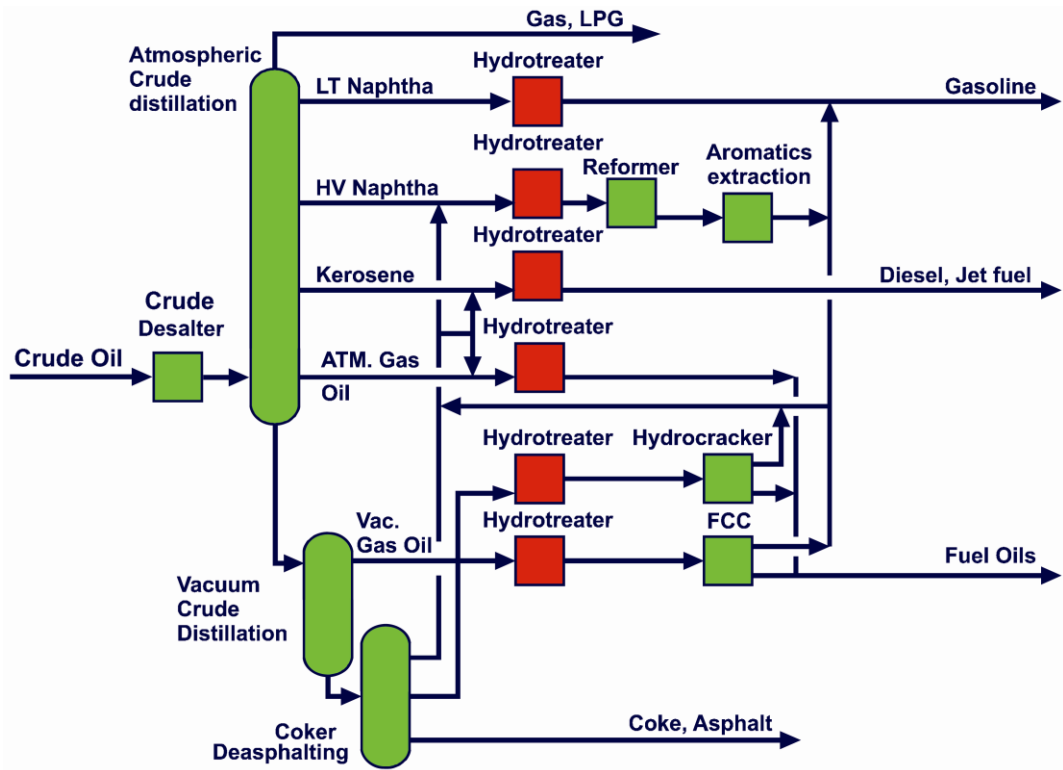 Gas, LPG
Atmospheric
Crude
distillation
Hydrotreater
LT Naphtha
Gasoline
Hydrotreater
Aromatics
extraction
Reformer
HV Naphtha
Hydrotreater
Kerosene
Diesel, Jet fuel
Crude
Desalter
Hydrotreater
Crude Oil
ATM. Gas
Oil
Hydrotreater
Hydrocracker
Vac.
Gas Oil
Hydrotreater
FCC
Fuel Oils
Vacuum
Crude
Distillation
Coke, Asphalt
Coker
Deasphalting